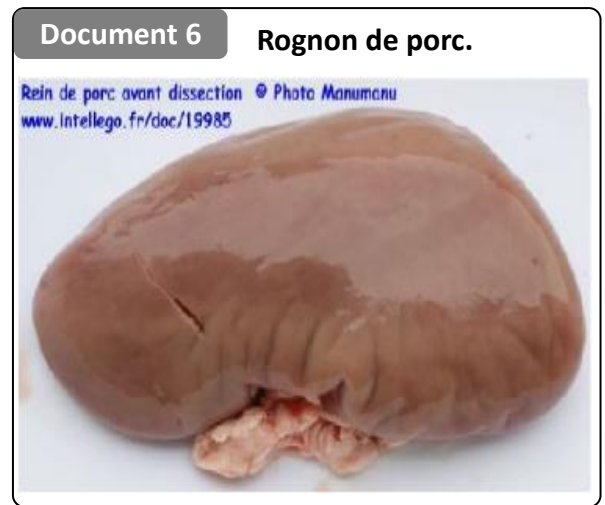 Document 6
Rognon de porc.
Rein de porc avant dissection © Photo Manumanu
www.intellego.fr/doc/19985